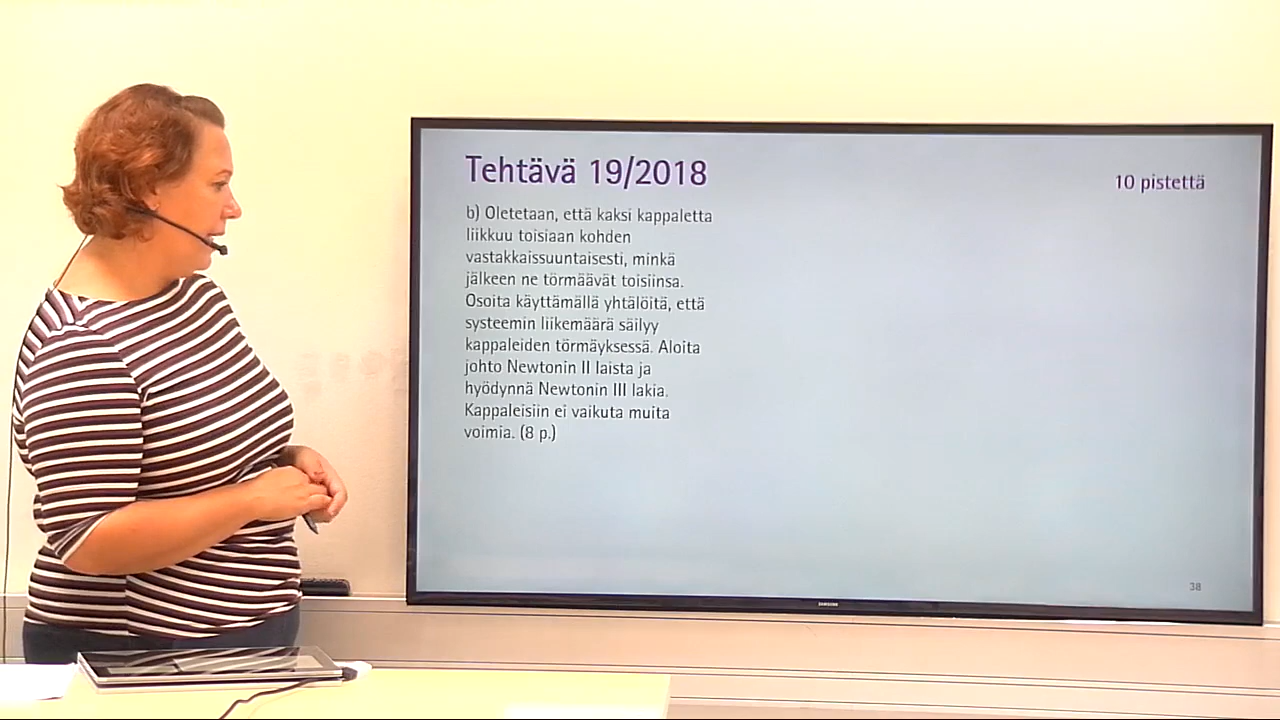 Tehtävä 19/2018
10 pistettä
b) Oletetaan, että kaksi kappaletta
liikkuu toisiaan kohden
vastakkaissuuntaisesti, minkä
jälkeen ne törmäävät toisiinsa.
Osoita käyttämällä yhtälöitä, että
systeemin liikemäärä säilyy
kappaleiden törmäyksessä. Aloita
johto Newtonin II laista ja
hyödynnä Newtonin III lakia.
Kappaleisiin ei vaikuta muita
voimia. (8 p.)
38
SAMSUNG